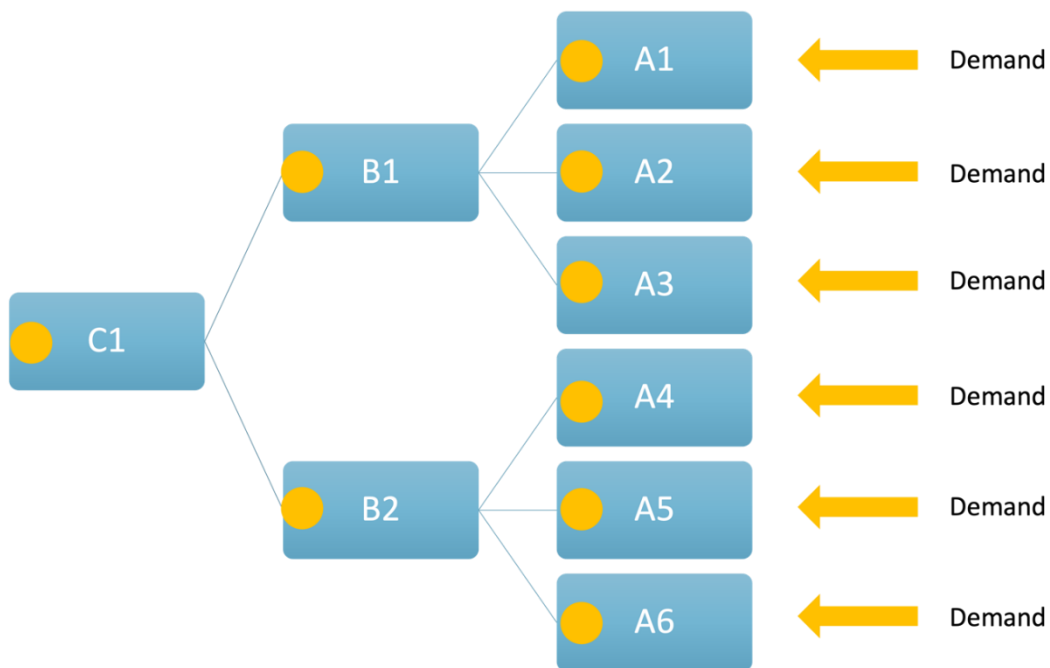 A1
Demand
B1
A2
Demand
A3
Demand
C1
A4
Demand
B2
A5
Demand
A6
Demand